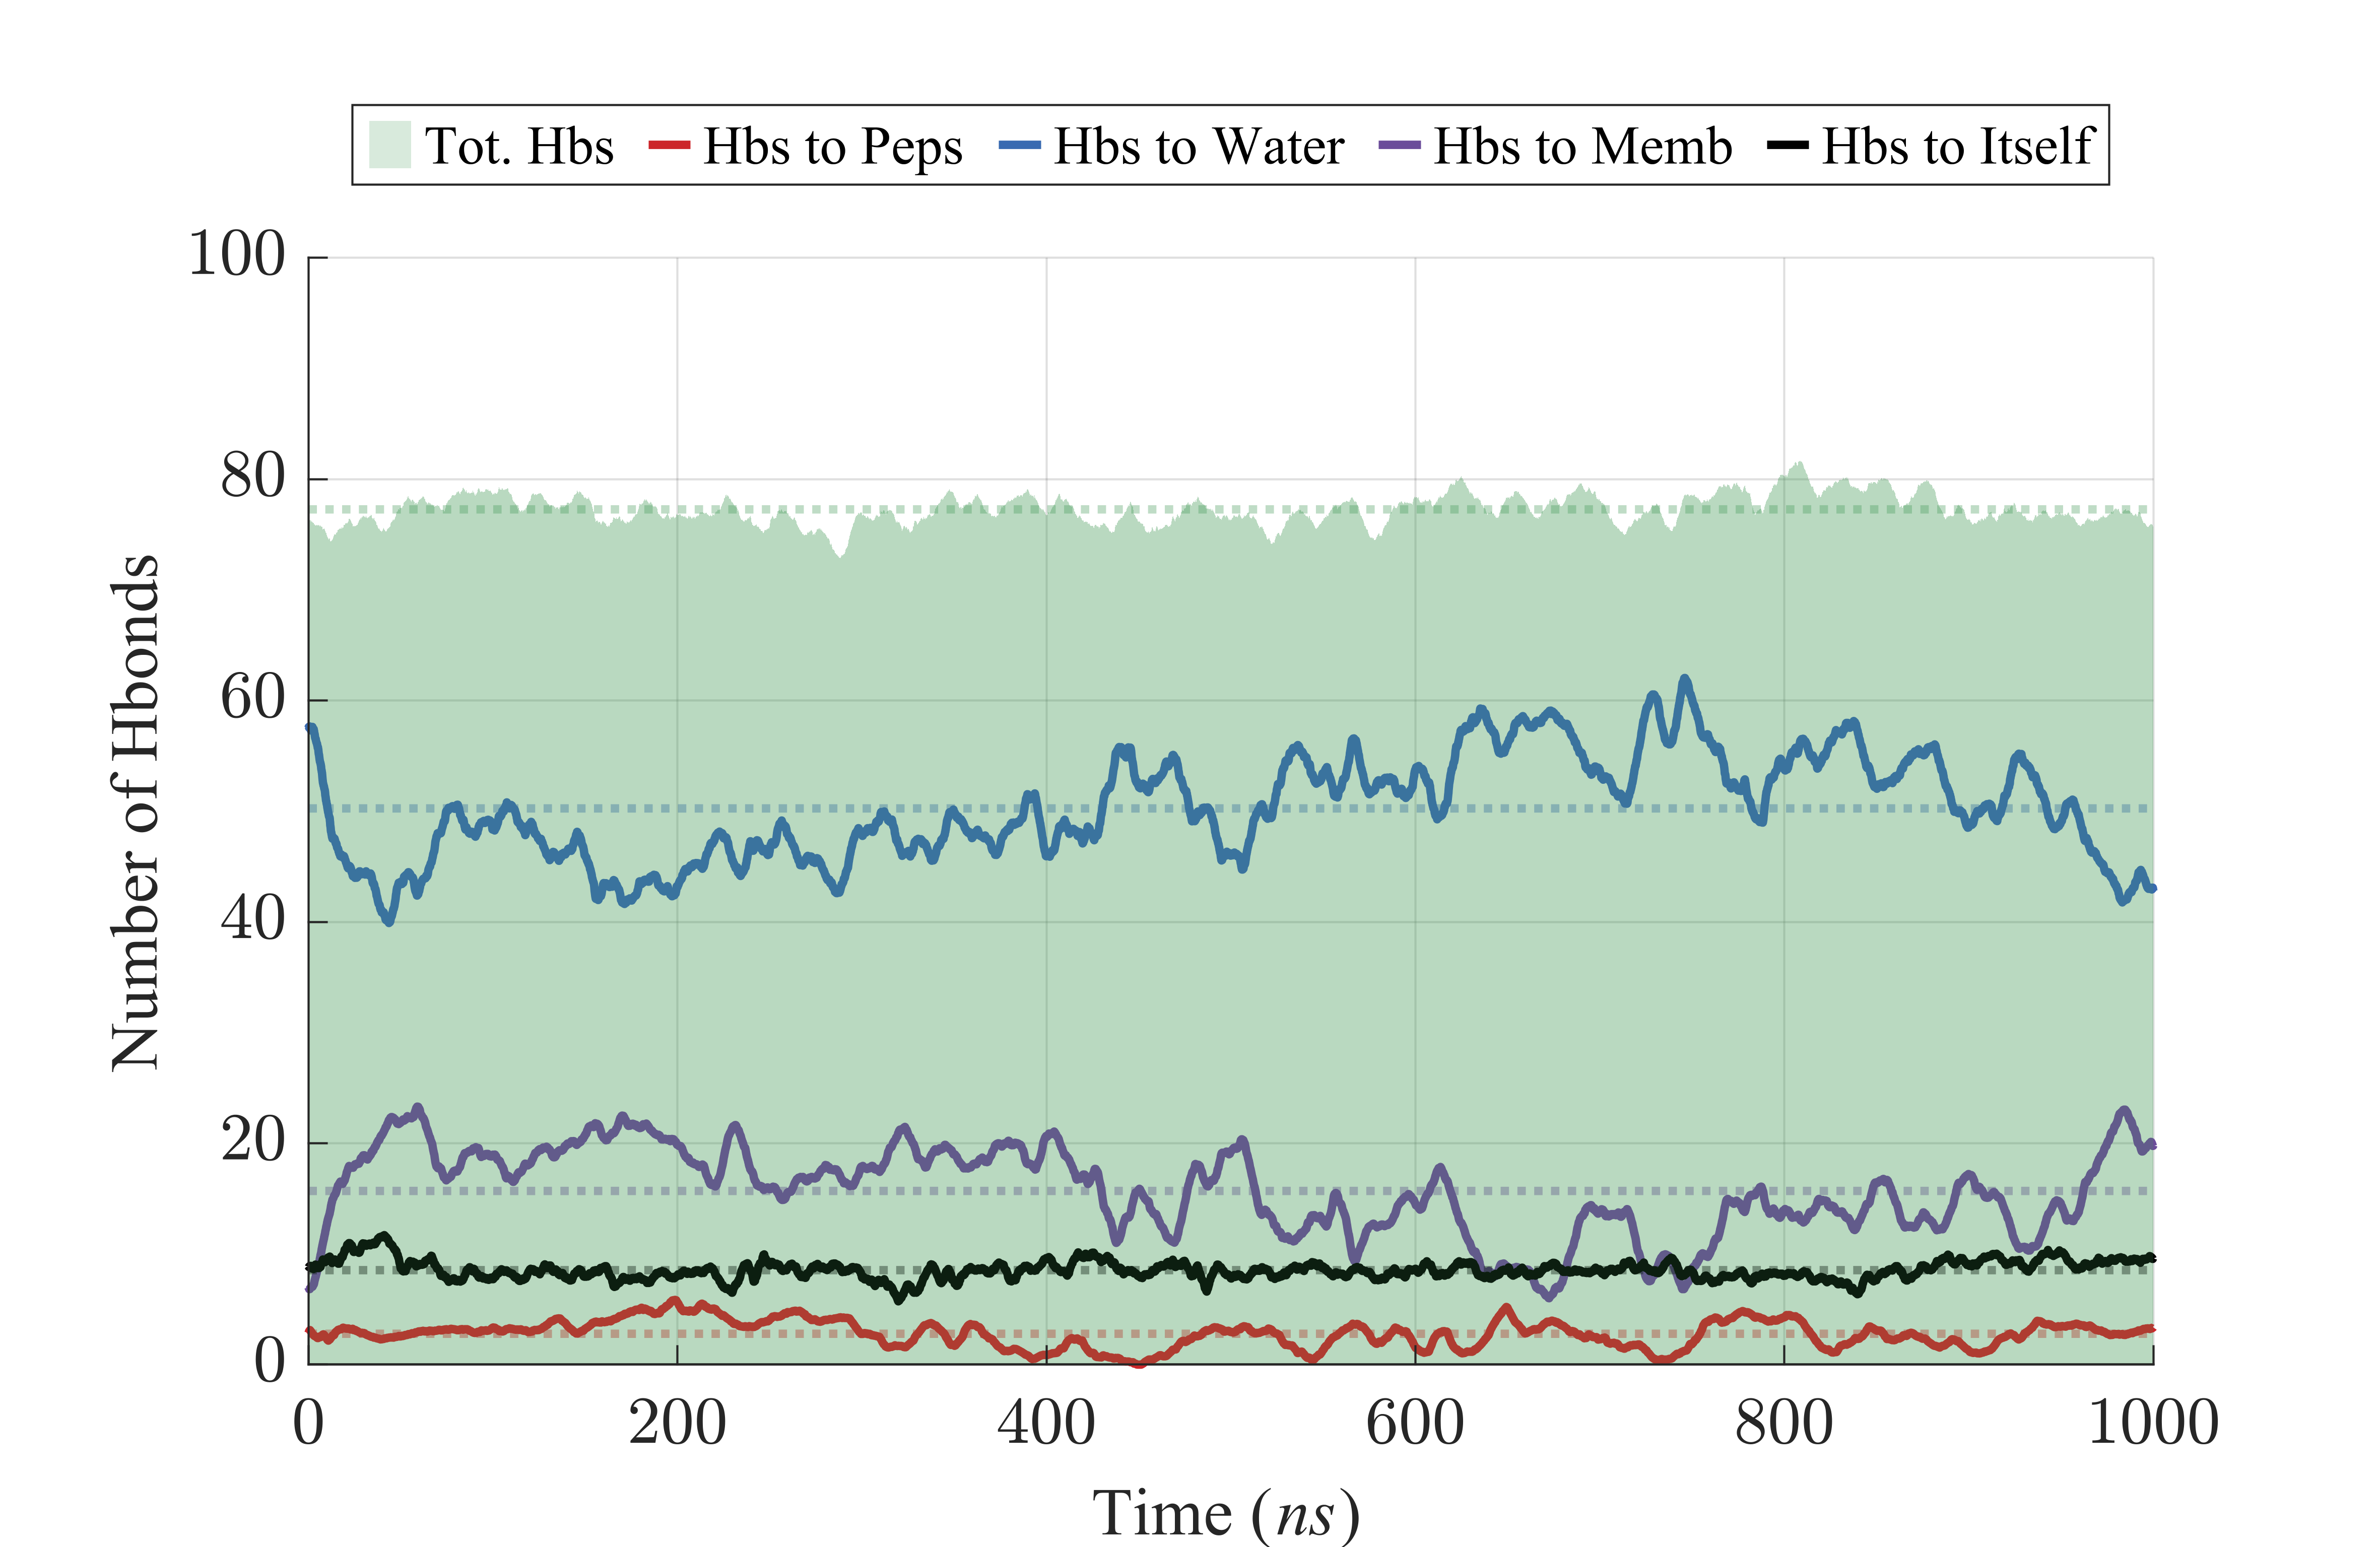 Tot. Hbs Hbs to Peps Hbs to Water Hbs to Memb Hbs to Itself
100
80
60
40
20
0
Number of Hbonds
0 200 400 600 800 1000
Time (ns)